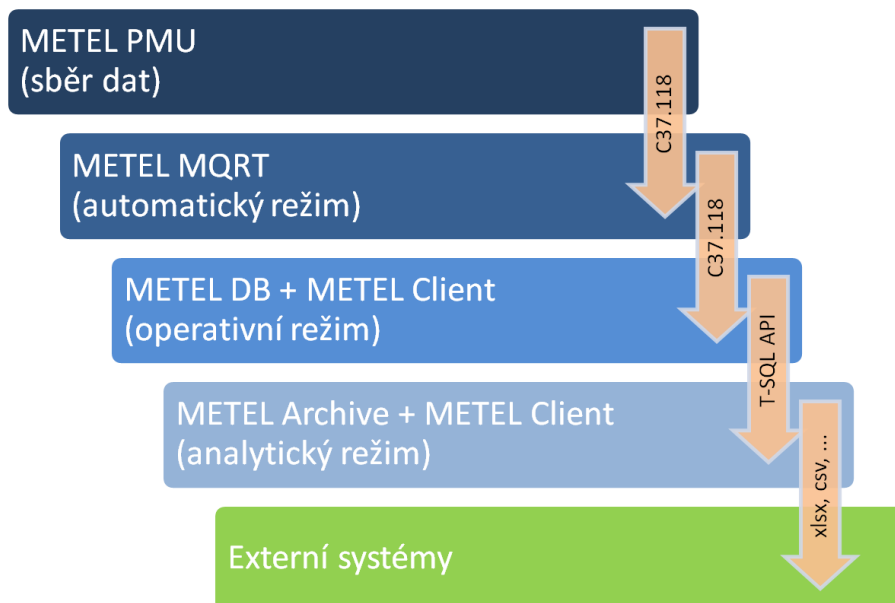 METEL PMU
(sběr dat)
C37.118
METEL MQRT
(automatický režim)
C37.118
METEL DB + METEL Client
(operativní režim)
T-SQL API
METEL Archive + METEL Client
(analytický režim)
xlsx, csv, ...
Externí systémy